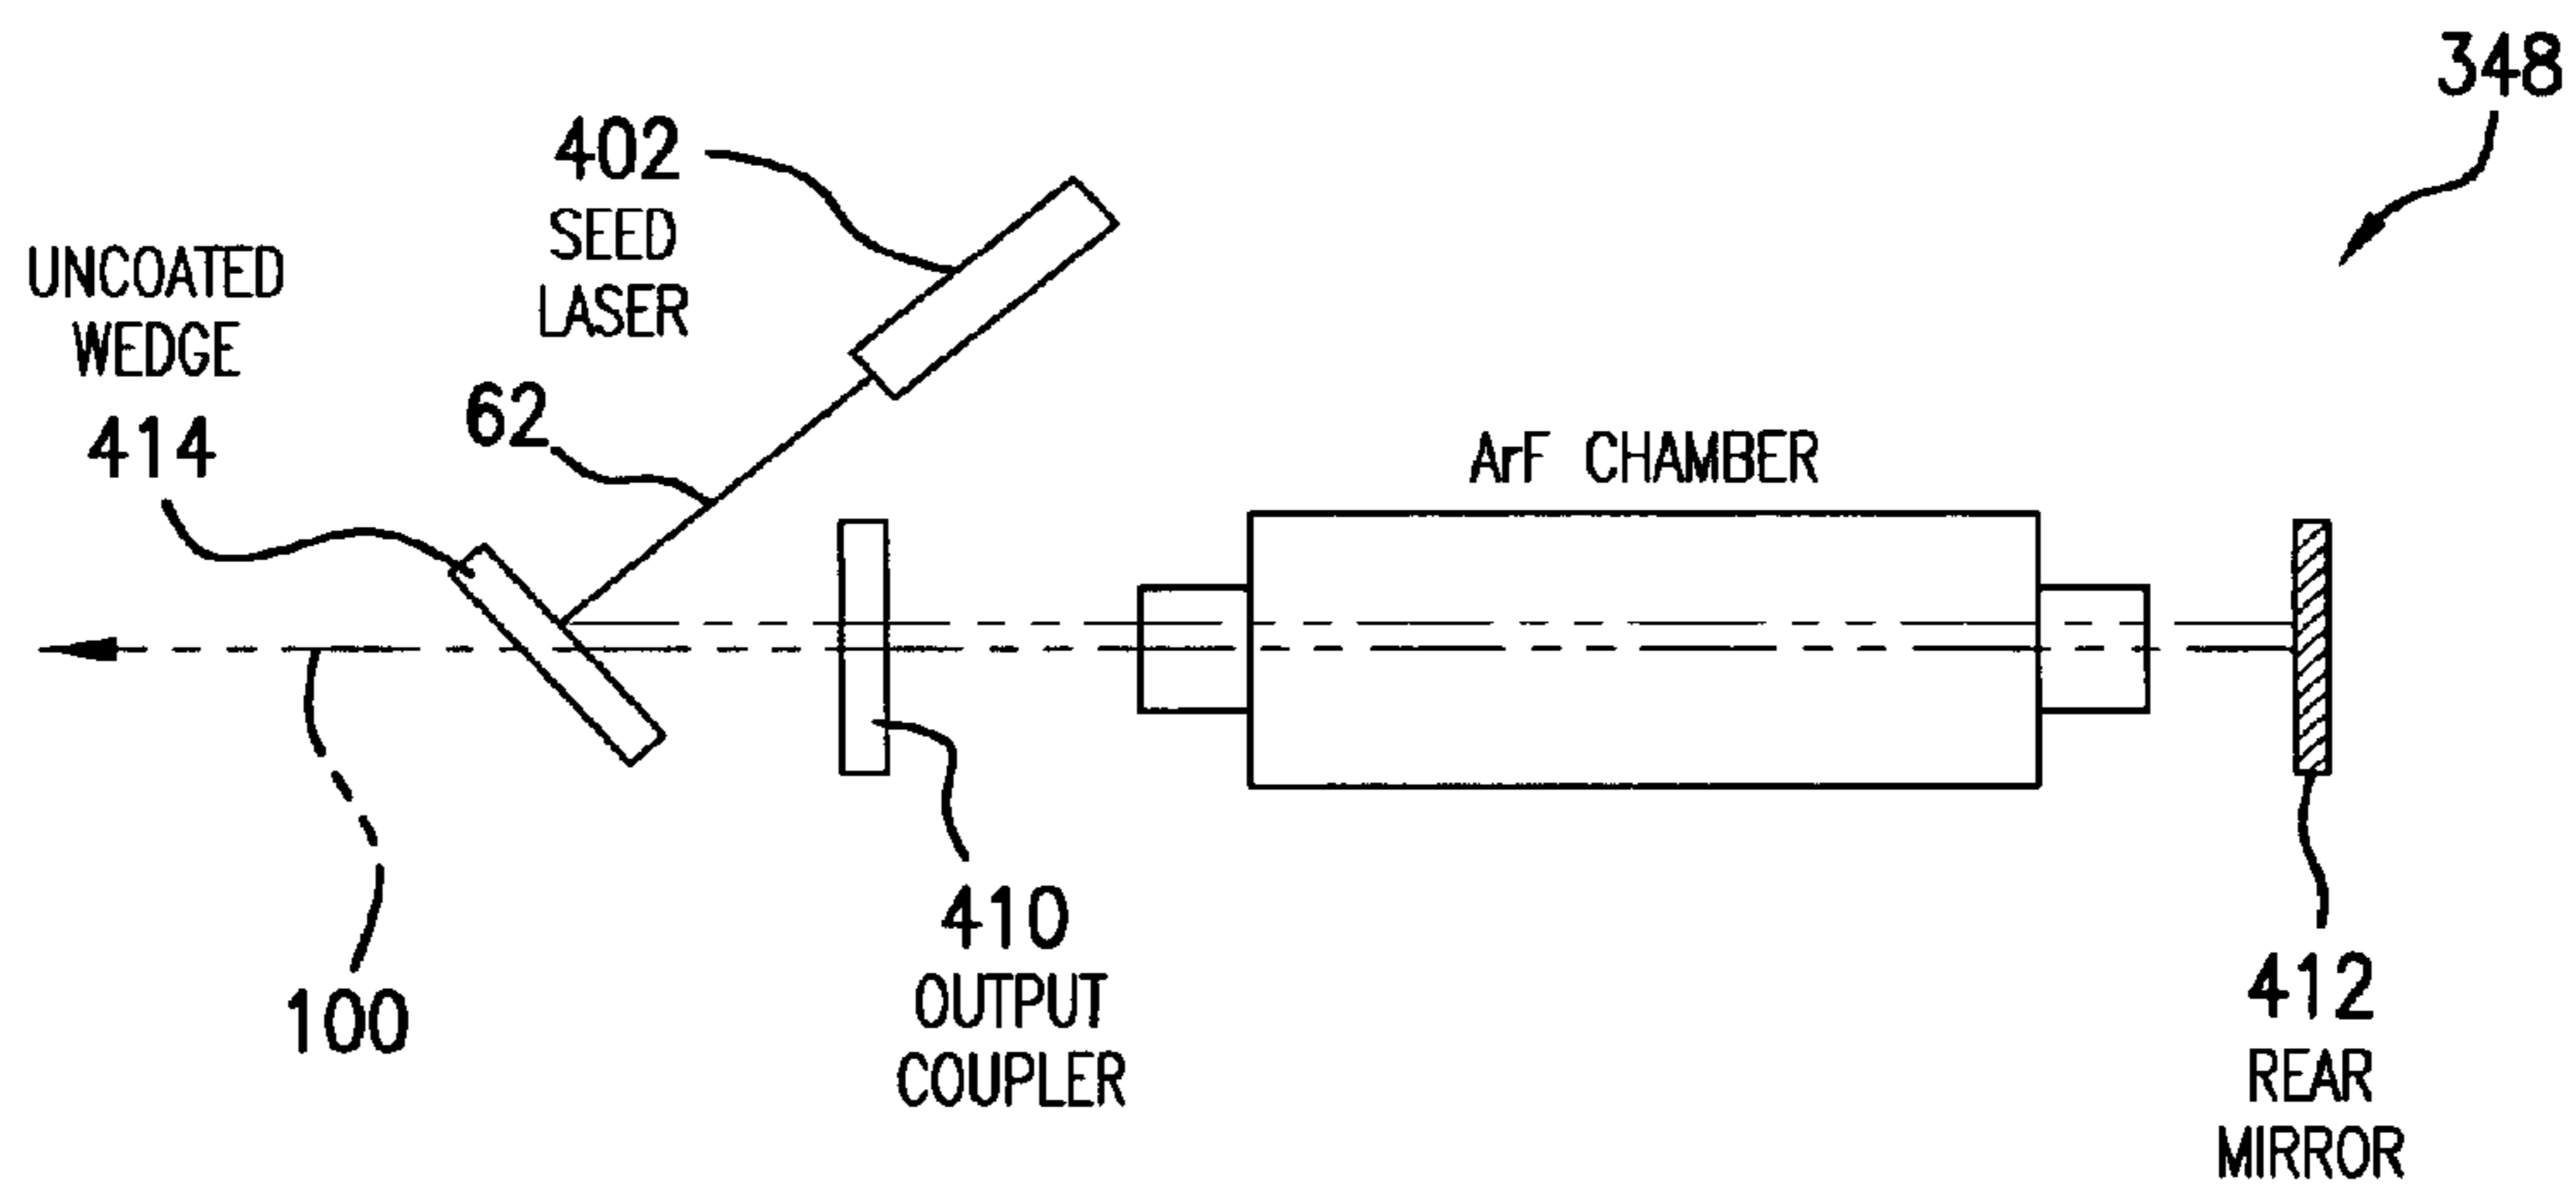 348
402
SEED
LASER
UNCOATED
WEDGE
414
62
ArF CHAMBER
100
410
OUTPUT
COUPLER
412
REAR
MIRROR